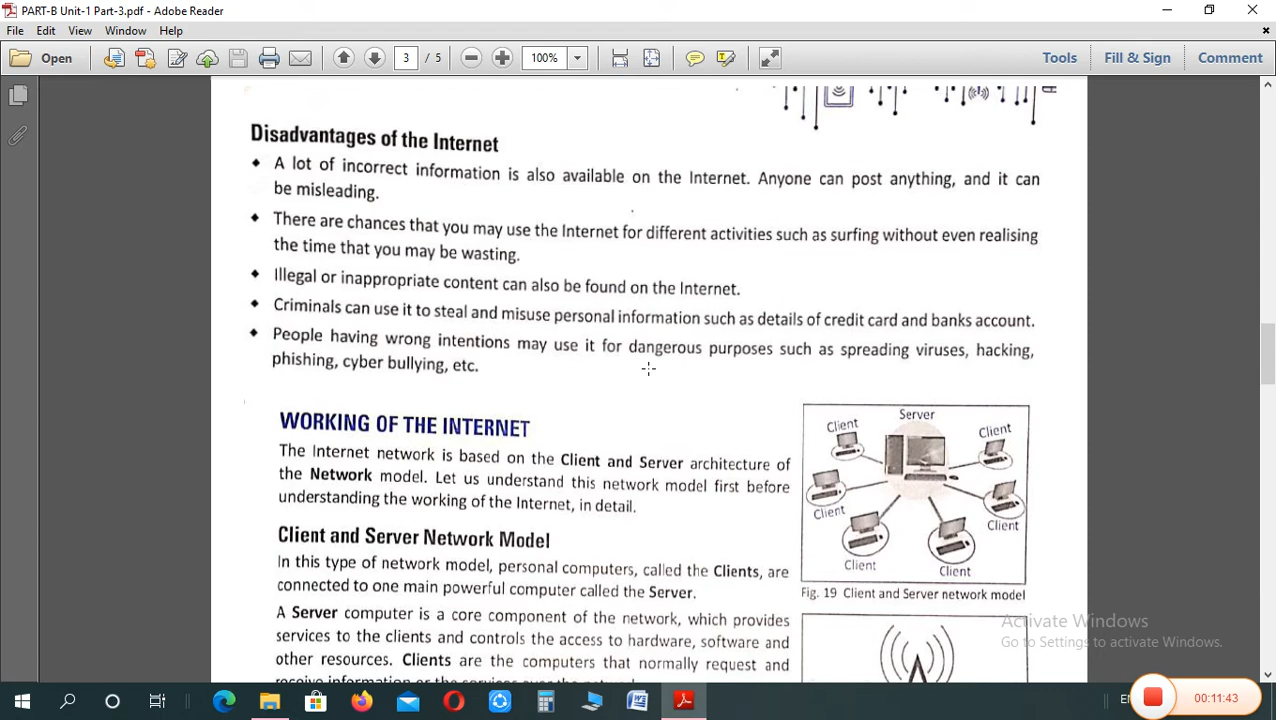 PART-B Unit-1 Part-3.pdf - Adobe Reader
File Edit View Window Help
Open 3 / 5 100% Tools Fill & Sign Comment
Disadvantages of the Internet
A lot of incorrect information is also available on the Internet. Anyone can post anything, and it can
be misleading.
There are chances that you may use the Internet for different activities such as surfing without even realising
the time that you may be wasting.
Illegal or inappropriate content can also be found on the Internet.
Criminals can use it to steal and misuse personal information such as details of credit card and banks account.
People having wrong intentions may use it for dangerous purposes such as spreading viruses, hacking,
phishing, cyber bullying, etc.
WORKING OF THE INTERNET
The Internet network is based on the Client and Server architecture of
the Network model. Let us understand this network model first before
understanding the working of the Internet, in detail.
Client and Server Network Model
In this type of network model, personal computers, called the Clients, are
connected to one main powerful computer called the Server.
A Server computer is a core component of the network, which provides
services to the clients and controls the access to hardware, software and
other resources. Clients are the computers that normally request and
receive information or the services over the network.
Server
Client
Client
Client
Client
Client
Client
Fig. 19 Client and Server network model
Activate Windows
Go to Settings to activate Windows.
00:11:43